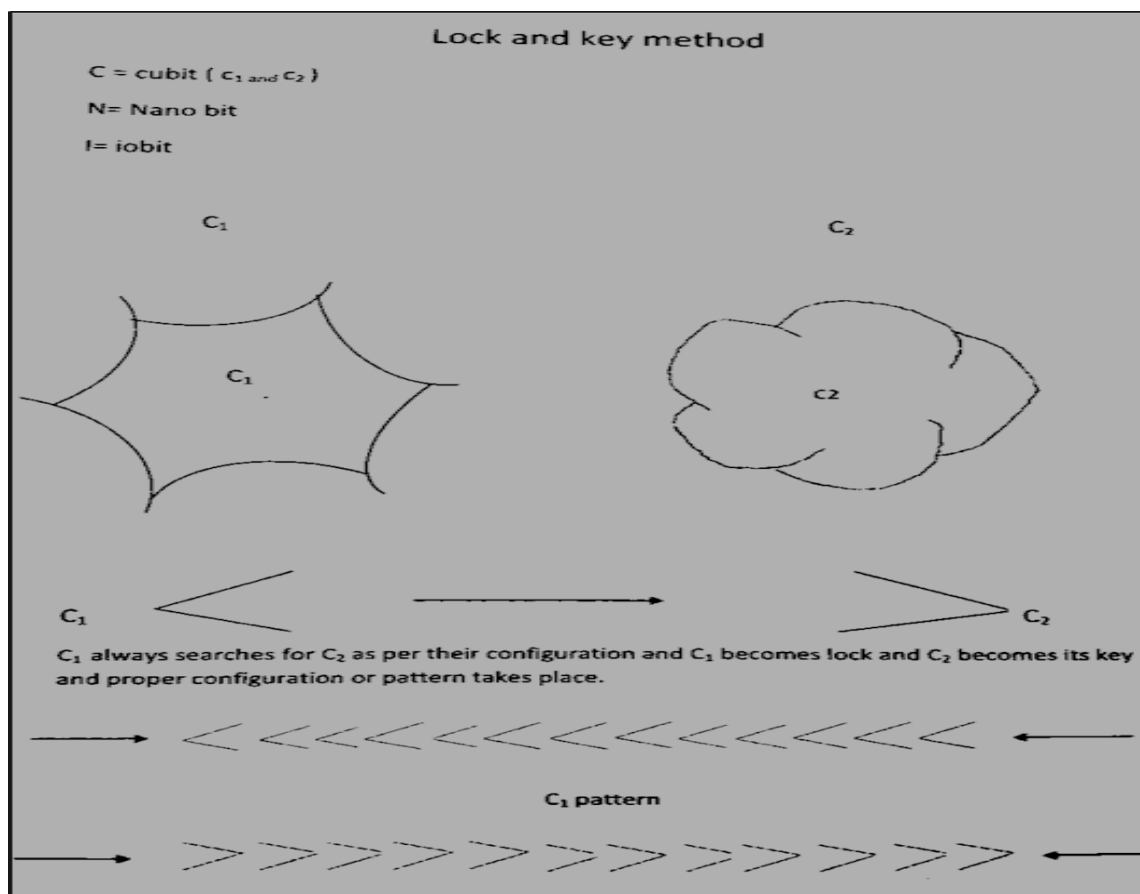 Lock and key method
C = cubit ( c₁ and c₂ )
N= Nano bit
!= iobit
C₁
C₂
C₁
c2
C₁
C₂
C₁ always searches for C₂ as per their configuration and C₁ becomes lock and C₂ becomes its key
and proper configuration or pattern takes place.
C₁ pattern